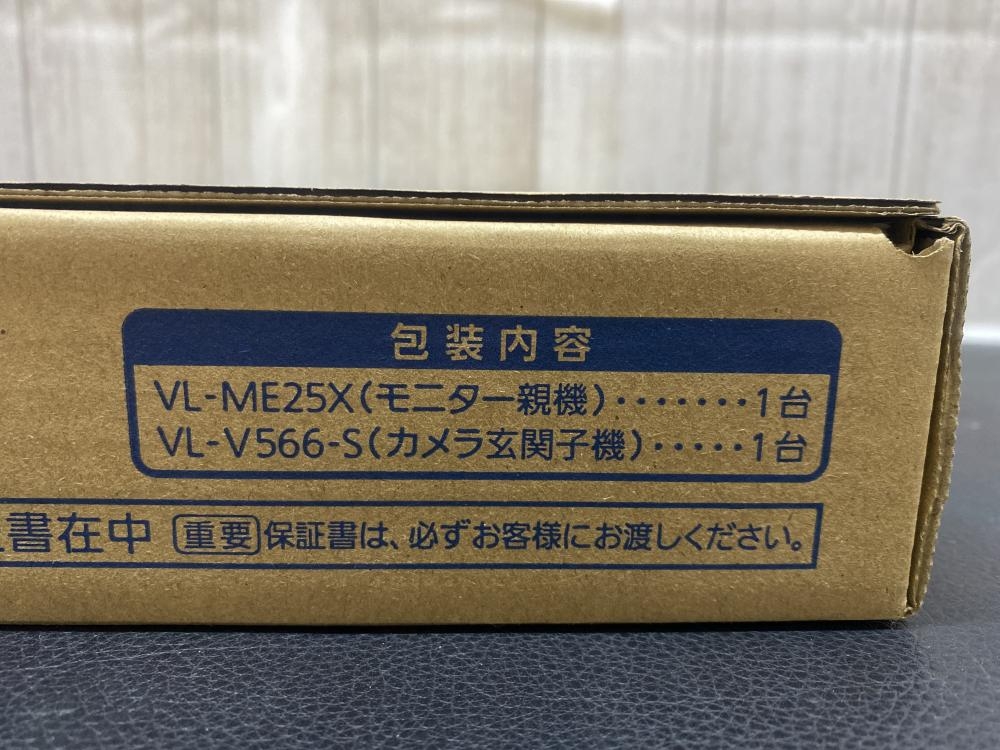 包装内容
VL-ME25X(モニター親機)・・・・・・・1台
VL-V566-S(カメラ玄関子機)・・・・・1台
書在中 重要 保証書は、必ずお客様にお渡しください。